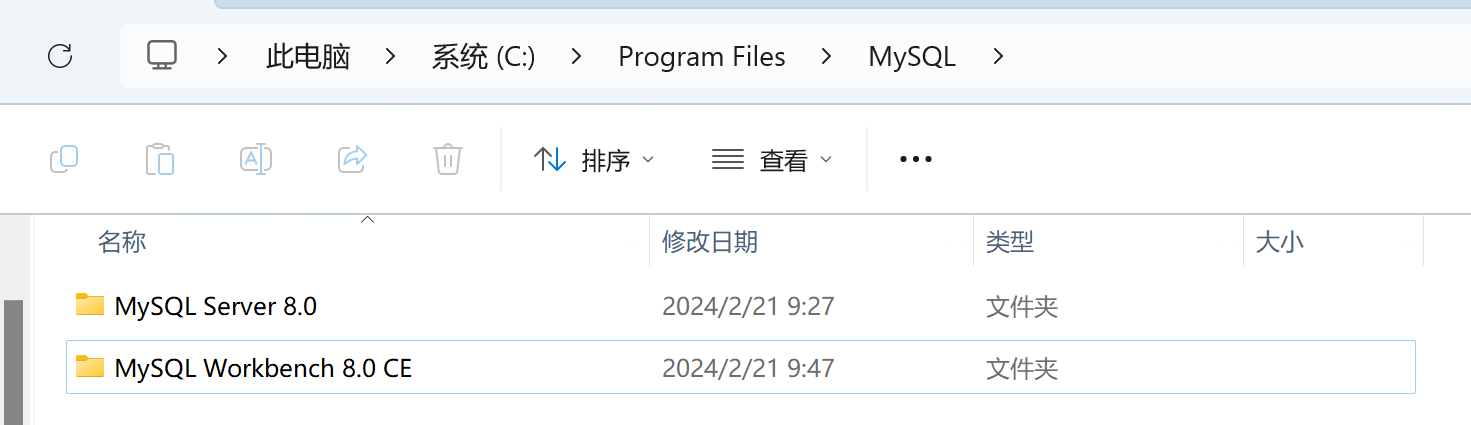 此电脑 系统 (C:) Program Files MySQL
排序 查看
名称 修改日期 类型 大小
MySQL Server 8.0 2024/2/21 9:27 文件夹
MySQL Workbench 8.0 CE 2024/2/21 9:47 文件夹